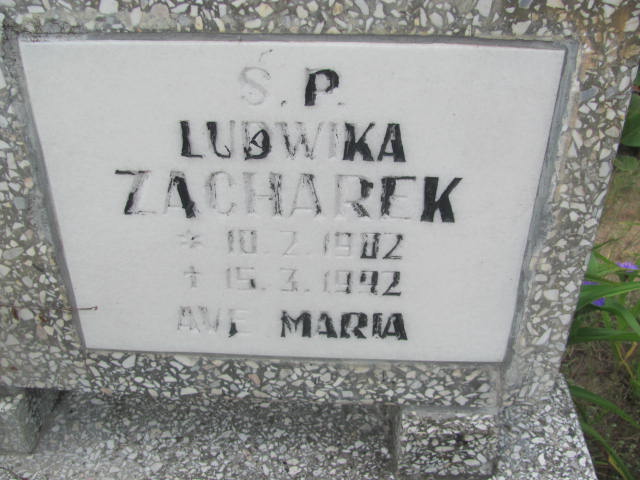 Ś.P.
LUDWIKA
ZACHAREK
* 10.2.1902
† 15.3.1992
AVE MARIA